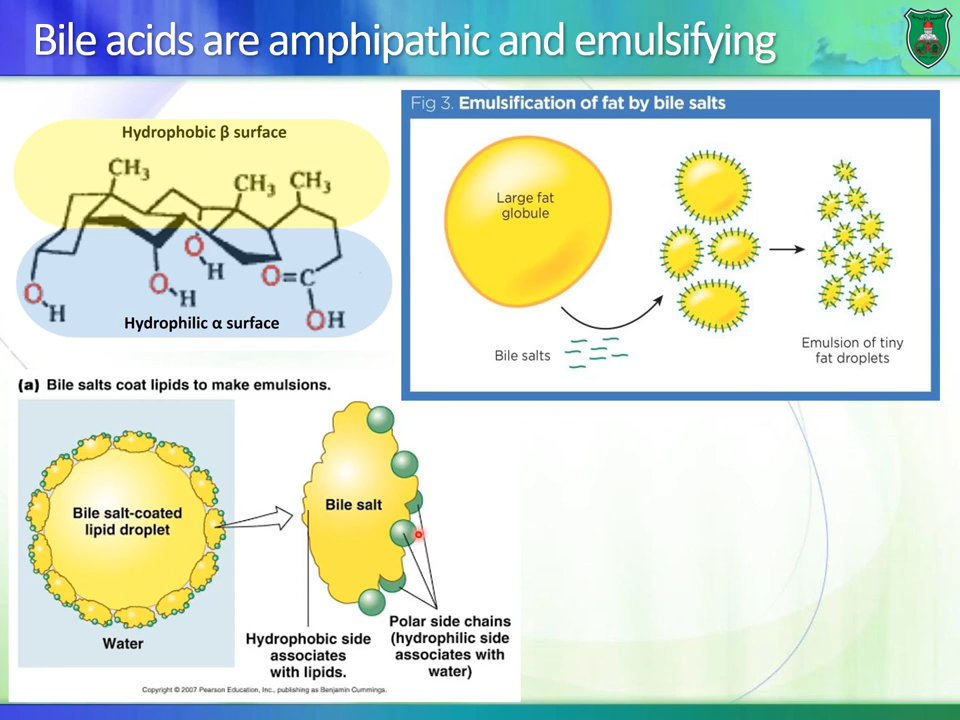 Bile acids are amphipathic and emulsifying
Hydrophobic β surface
CH3
CH3
CH3
O
H
O
H
O
H
O=C
OH
Hydrophilic α surface
Fig 3. Emulsification of fat by bile salts
Large fat
globule
Bile salts
Emulsion of tiny
fat droplets
(a) Bile salts coat lipids to make emulsions.
Bile salt-coated
lipid droplet
Water
Bile salt
Hydrophobic side
associates
with lipids.
Polar side chains
(hydrophilic side
associates with
water)
Copyright © 2007 Pearson Education, Inc., publishing as Benjamin Cummings.